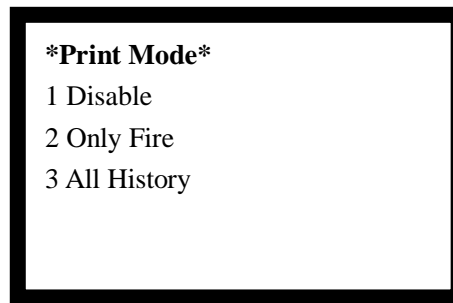 *Print Mode*
1 Disable
2 Only Fire
3 All History